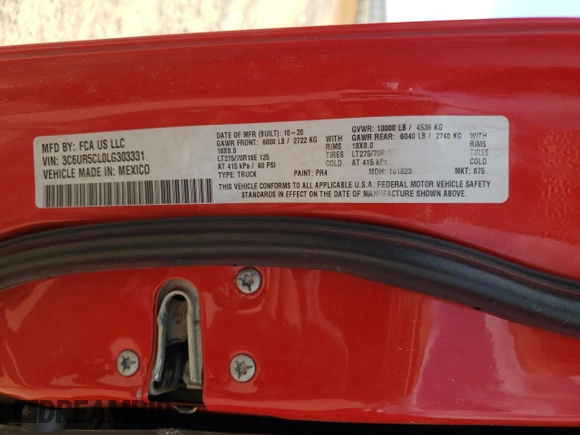 MFD BY: FCA US LLC
VIN: 3C6UR5CL0LG303331
VEHICLE MADE IN: MEXICO
DATE OF MFR (BUILT): 10-20
GAWR FRONT: 6000 LB / 2722 KG
18X8.0
WITH RIMS
LT275/70R18E 125
TIRES
AT 415 kPa / 60 PSI
COLD
TYPE: TRUCK
PAINT: PR4
GVWR: 10000 LB / 4536 KG
GAWR REAR: 6040 LB / 2740 KG
18X8.0
WITH RIMS
LT275/70R18
TIRES
AT 415 kPa
COLD
MDH: 101823
MKT: 875
THIS VEHICLE CONFORMS TO ALL APPLICABLE U.S.A. FEDERAL MOTOR VEHICLE SAFETY
STANDARDS IN EFFECT ON THE DATE OF MANUFACTURE SHOWN ABOVE.